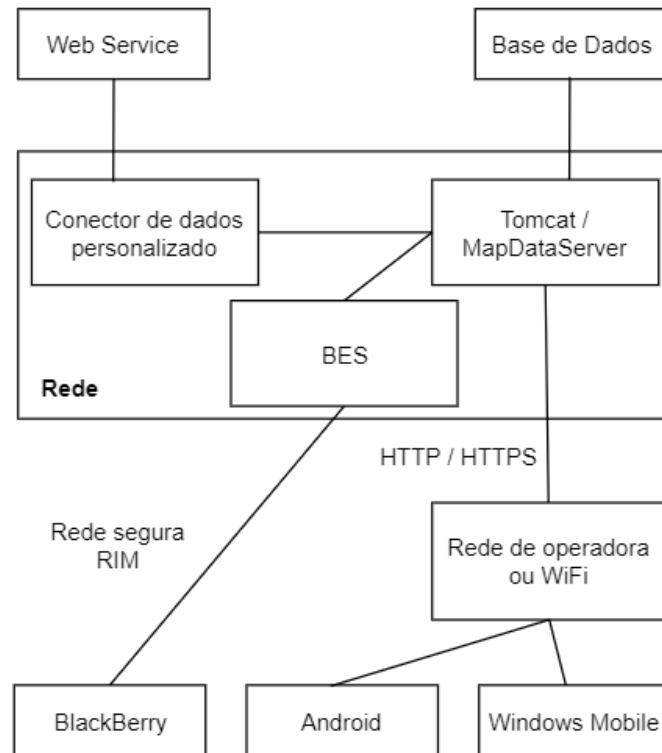 Web Service
Base de Dados
Conector de dados
personalizado
Tomcat /
MapDataServer
BES
Rede
HTTP / HTTPS
Rede segura
RIM
Rede de operadora
ou WiFi
BlackBerry
Android
Windows Mobile